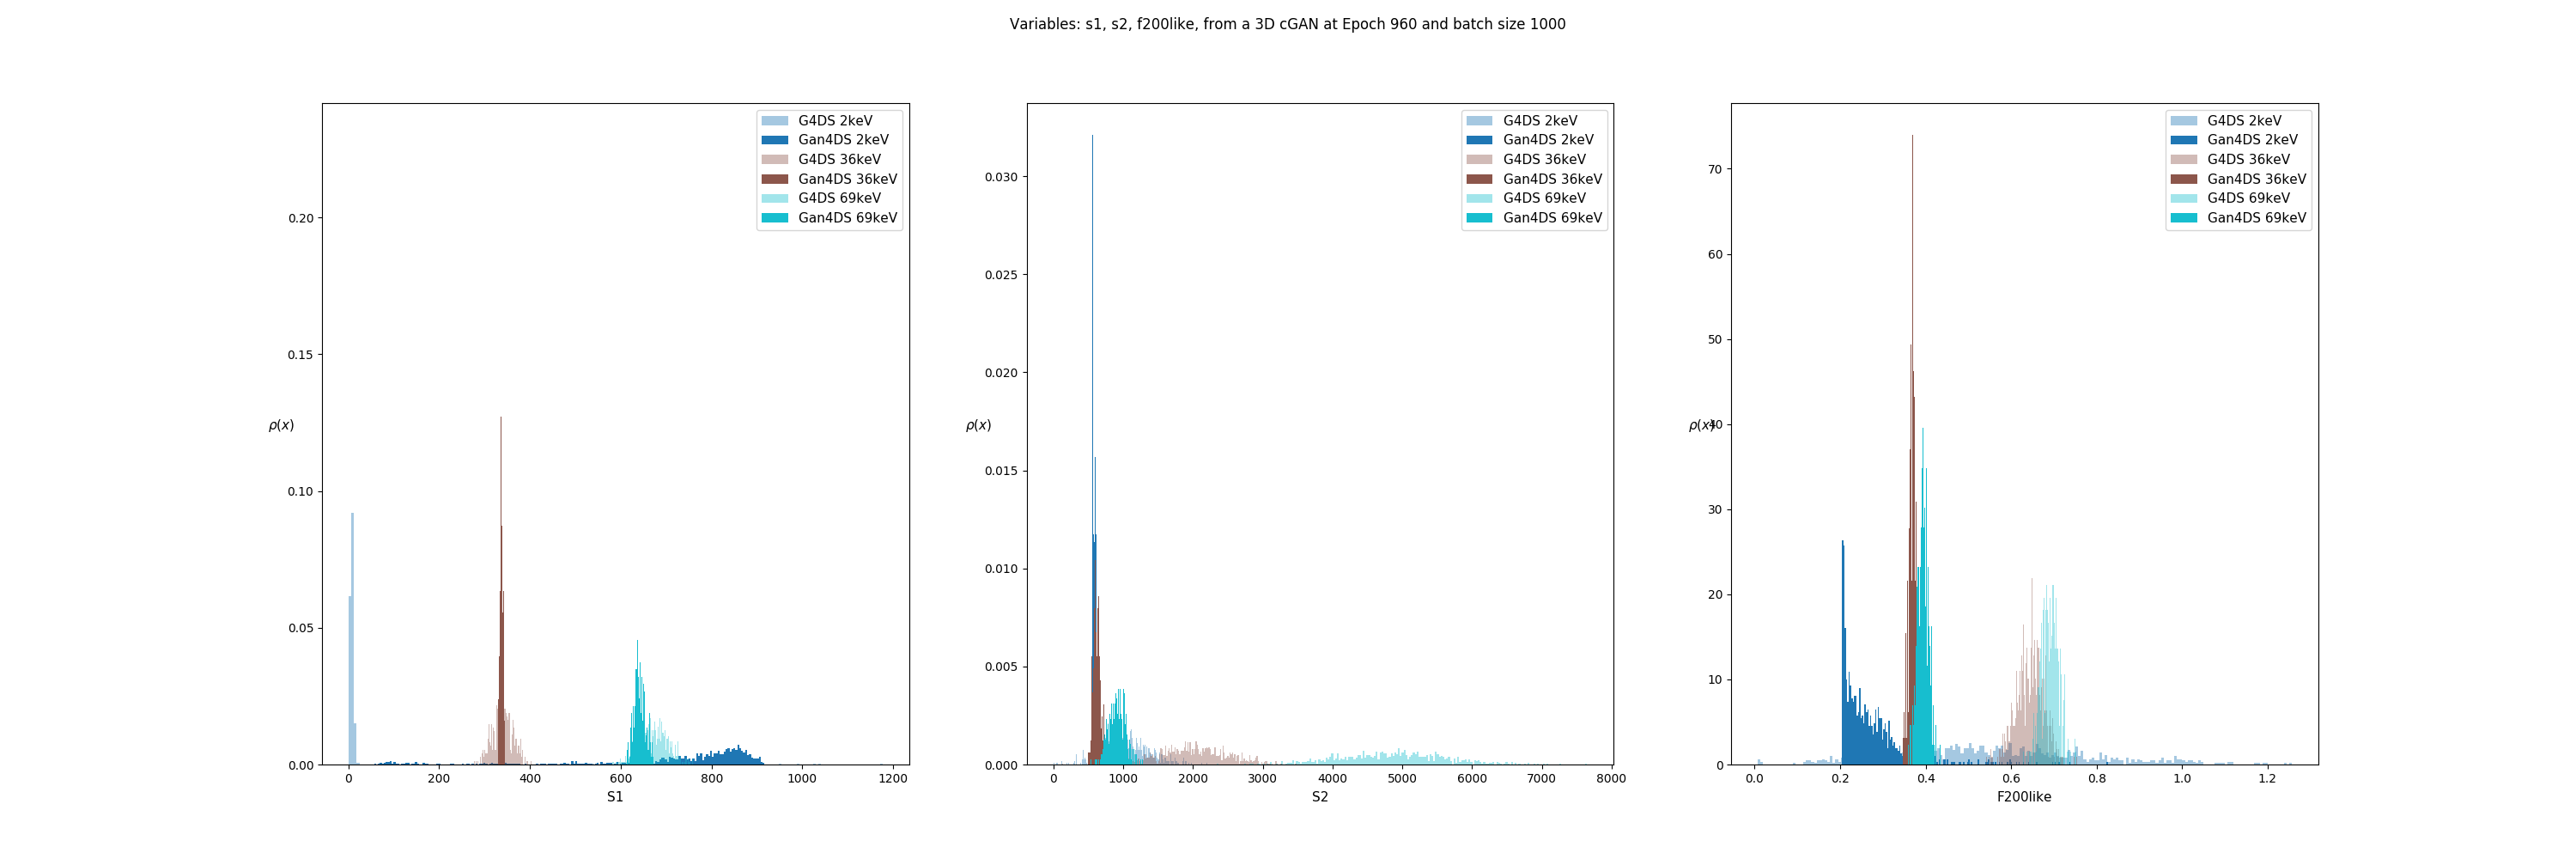 Variables: s1, s2, f200like, from a 3D cGAN at Epoch 960 and batch size 1000
G4DS 2keV
Gan4DS 2keV
G4DS 36keV
Gan4DS 36keV
G4DS 69keV
Gan4DS 69keV
0.20
0.15
0.10
0.05
0.00
ρ(x)
0 200 400 600 800 1000 1200
S1
G4DS 2keV
Gan4DS 2keV
G4DS 36keV
Gan4DS 36keV
G4DS 69keV
Gan4DS 69keV
0.030
0.025
0.020
0.015
0.010
0.005
0.000
ρ(x)
0 1000 2000 3000 4000 5000 6000 7000 8000
S2
G4DS 2keV
Gan4DS 2keV
G4DS 36keV
Gan4DS 36keV
G4DS 69keV
Gan4DS 69keV
70
60
50
40
30
20
10
0
ρ(x)
0.0 0.2 0.4 0.6 0.8 1.0 1.2
F200like